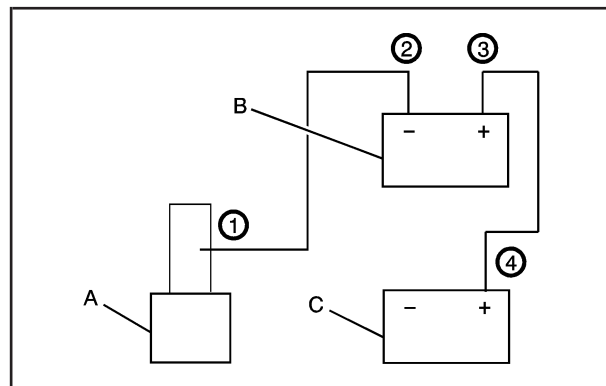 ② ③
B
− +
①
④
A
C
− +